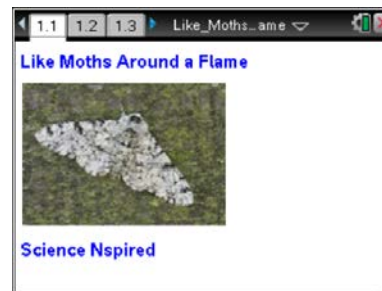 1.1 1.2 1.3 Like_Moths...ame
Like Moths Around a Flame
Science Nspired